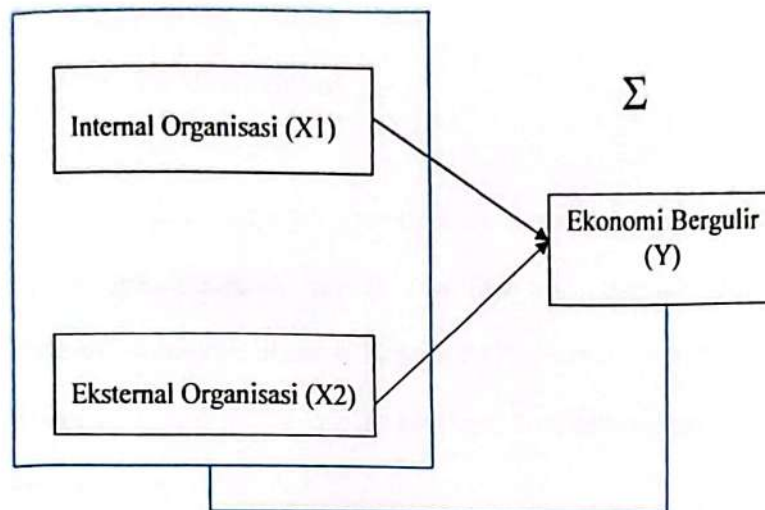 Internal Organisasi (X1)
Σ
Ekonomi Bergulir
(Y)
Eksternal Organisasi (X2)